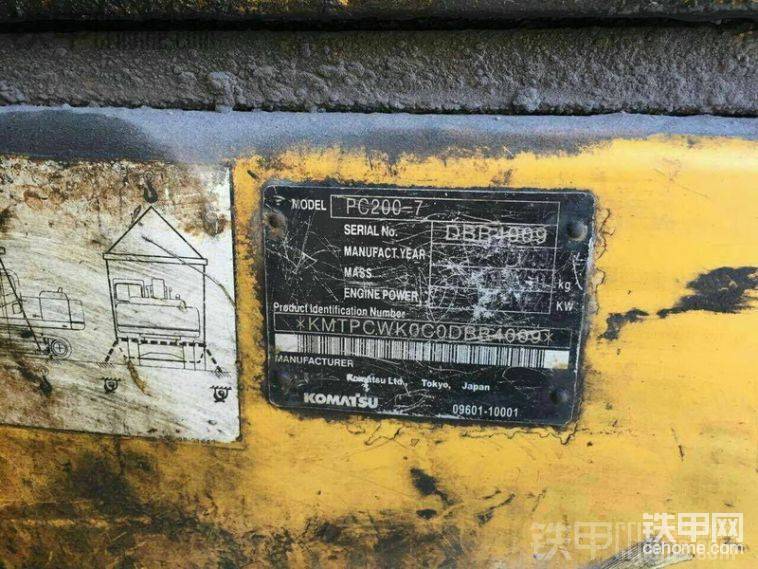 MODEL PC200-7
SERIAL No. DBB4009
MANUFACT.YEAR
MASS kg
ENGINE POWER KW
Product Identification Number
*KMTPCWK0C0DBB4009*
MANUFACTURER
Komatsu Ltd., Tokyo, Japan
KOMATSU 09601-10001
铁甲网
cehome.com